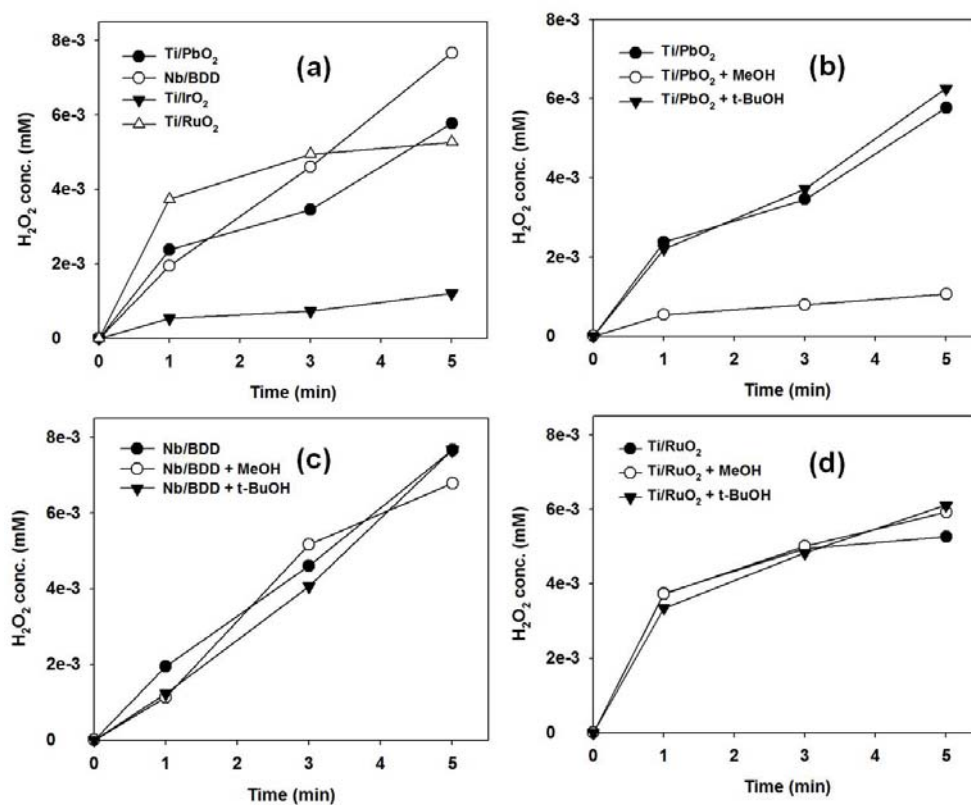 (a)
Ti/PbO₂
Nb/BDD
Ti/IrO₂
Ti/RuO₂
8e-3
6e-3
4e-3
2e-3
0
H₂O₂ conc. (mM)
0 1 2 3 4 5
Time (min)
(b)
Ti/PbO₂
Ti/PbO₂ + MeOH
Ti/PbO₂ + t-BuOH
8e-3
6e-3
4e-3
2e-3
0
H₂O₂ conc. (mM)
0 1 2 3 4 5
Time (min)
(c)
Nb/BDD
Nb/BDD + MeOH
Nb/BDD + t-BuOH
8e-3
6e-3
4e-3
2e-3
0
H₂O₂ conc. (mM)
0 1 2 3 4 5
Time (min)
(d)
Ti/RuO₂
Ti/RuO₂ + MeOH
Ti/RuO₂ + t-BuOH
8e-3
6e-3
4e-3
2e-3
0
H₂O₂ conc. (mM)
0 1 2 3 4 5
Time (min)